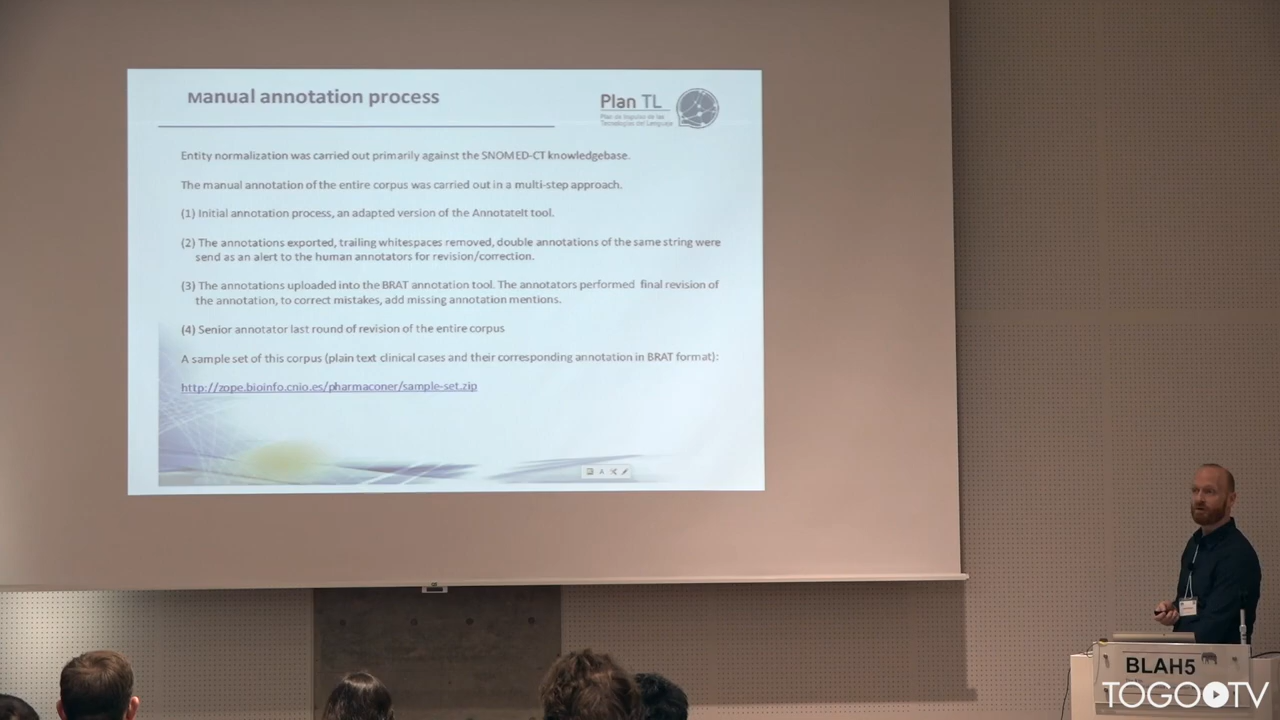 Manual annotation process
Plan TL
Plan de Impulso de las
Tecnologías del Lenguaje
Entity normalization was carried out primarily against the SNOMED-CT knowledgebase.
The manual annotation of the entire corpus was carried out in a multi-step approach.
(1) Initial annotation process, an adapted version of the AnnotateIt tool.
(2) The annotations exported, trailing whitespaces removed, double annotations of the same string were
send as an alert to the human annotators for revision/correction.
(3) The annotations uploaded into the BRAT annotation tool. The annotators performed final revision of
the annotation, to correct mistakes, add missing annotation mentions.
(4) Senior annotator last round of revision of the entire corpus
A sample set of this corpus (plain text clinical cases and their corresponding annotation in BRAT format):
http://zope.bioinfo.cnio.es/pharmaconer/sample-set.zip
BLAH5
TOGOTV